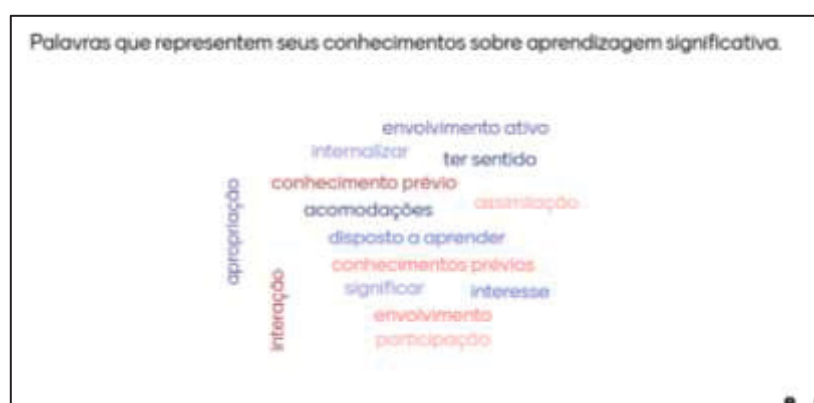 Palavras que representem seus conhecimentos sobre aprendizagem significativa.
envolvimento ativo
internalizar
ter sentido
conhecimento prévio
assimilação
apropriação
acomodações
disposto a aprender
conhecimentos prévios
interação
significar
interesse
envolvimento
participação